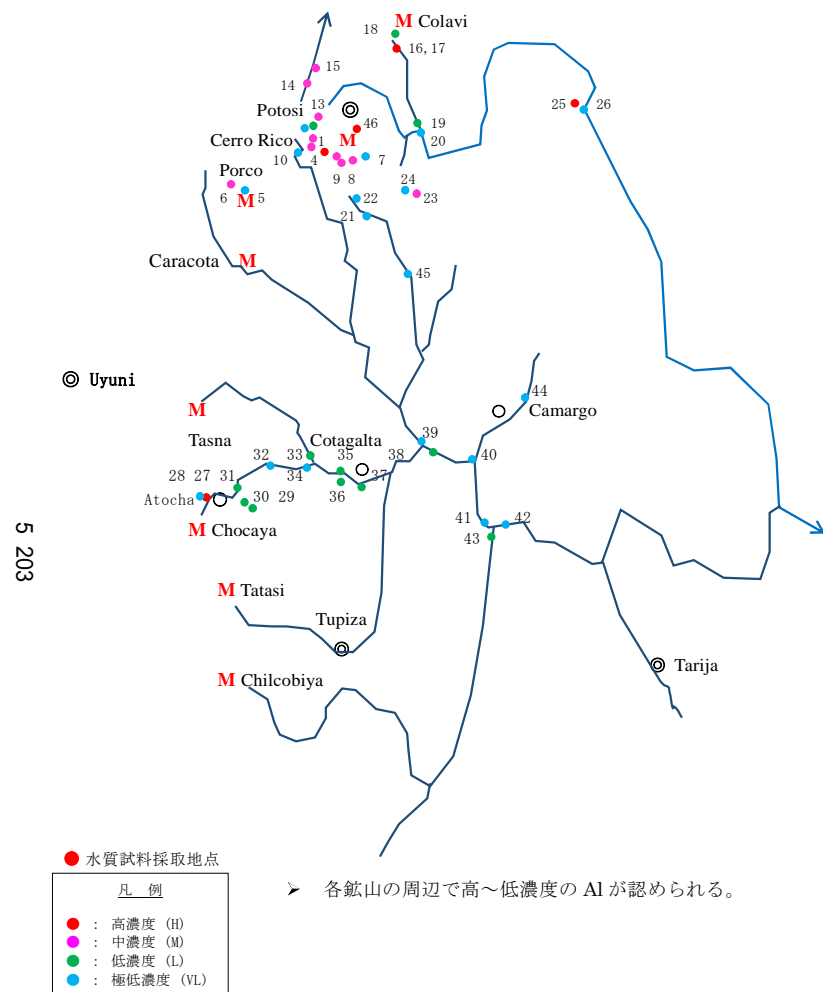 M Colavi
18
16,17
15
14
Potosi
13
46
25
26
19
20
Cerro Rico
1
M
10
4
7
Porco
9 8
24
6
5
M
22
23
21
Caracota
M
45
Uyuni
M
44
Camargo
Tasna
Cotagalta
39
32
33
35
38
40
28 27 31
34
37
Atocha
30 29
36
41
42
M Chocaya
43
5 203
M Tatasi
Tupiza
Tarija
M Chilcobiya
水質試料採取地点
凡 例
: 高濃度 (H)
: 中濃度 (M)
: 低濃度 (L)
: 極低濃度 (VL)
➢ 各鉱山の周辺で高～低濃度の Al が認められる。